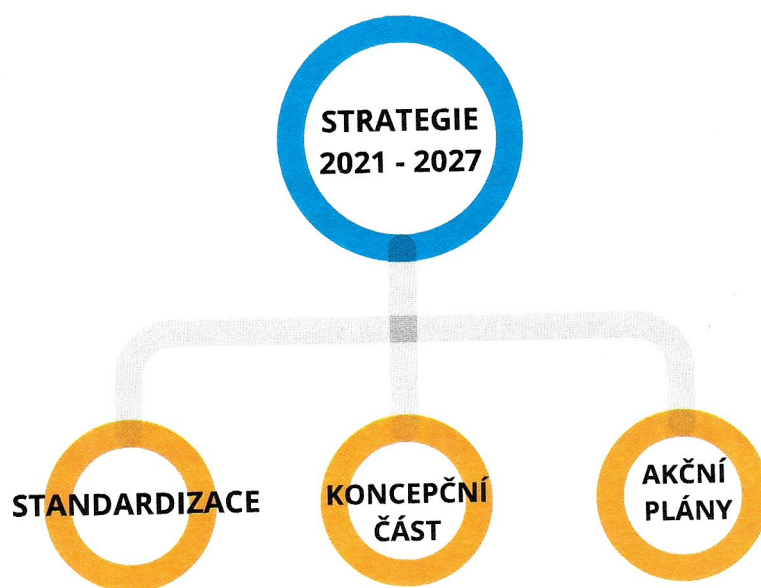 STRATEGIE
2021 - 2027
STANDARDIZACE
KONCEPČNÍ
ČÁST
AKČNÍ
PLÁNY